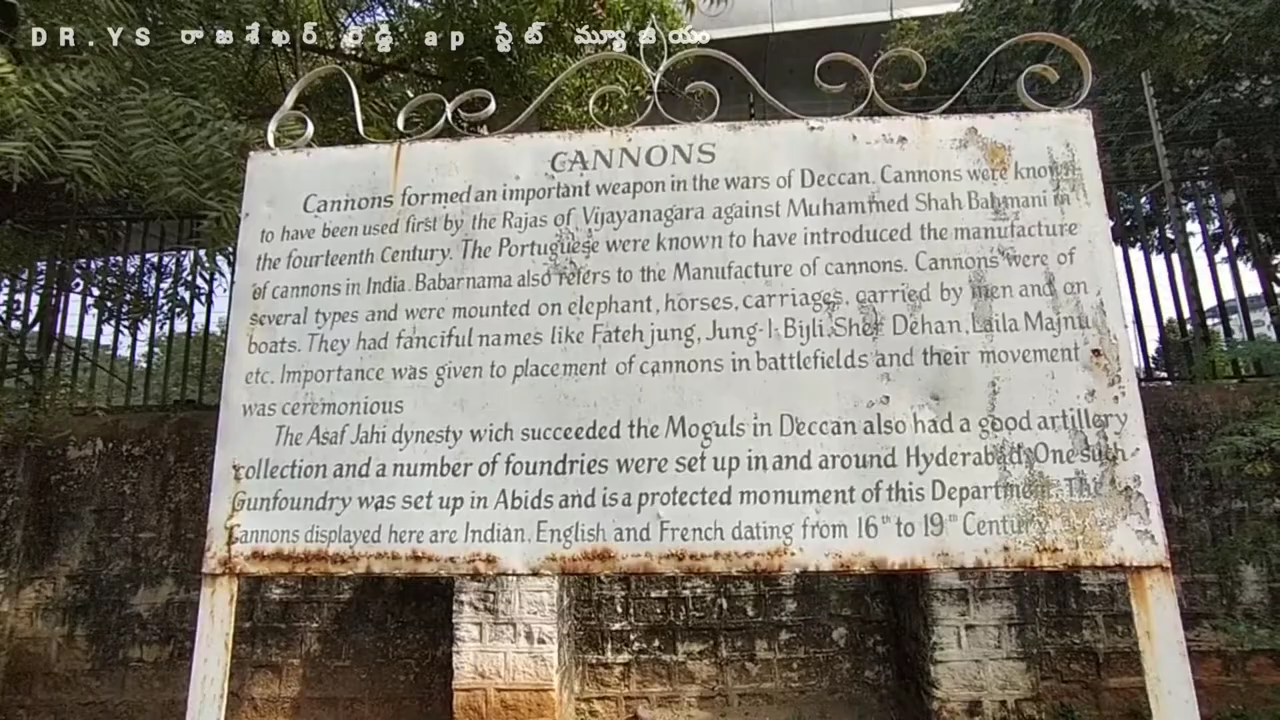 DR.YS రాజశేఖర్ రెడ్డి ap స్టేట్ మ్యూజియం
CANNONS
Cannons formed an important weapon in the wars of Deccan. Cannons were known
to have been used first by the Rajas of Vijayanagara against Muhammed Shah Bahmani in
the fourteenth Century. The Portuguese were known to have introduced the manufacture
of cannons in India. Babarnama also refers to the Manufacture of cannons. Cannons were of
several types and were mounted on elephant, horses, carriages, carried by men and on
boats. They had fanciful names like Fateh jung, Jung-I-Bijli, Sher Dehan, Laila Majnu
etc. Importance was given to placement of cannons in battlefields and their movement
was ceremonious
The Asaf Jahi dynesty wich succeeded the Moguls in Deccan also had a good artillery
collection and a number of foundries were set up in and around Hyderabad. One such
Gunfoundry was set up in Abids and is a protected monument of this Department. The
Cannons displayed here are Indian, English and French dating from 16th to 19th Century